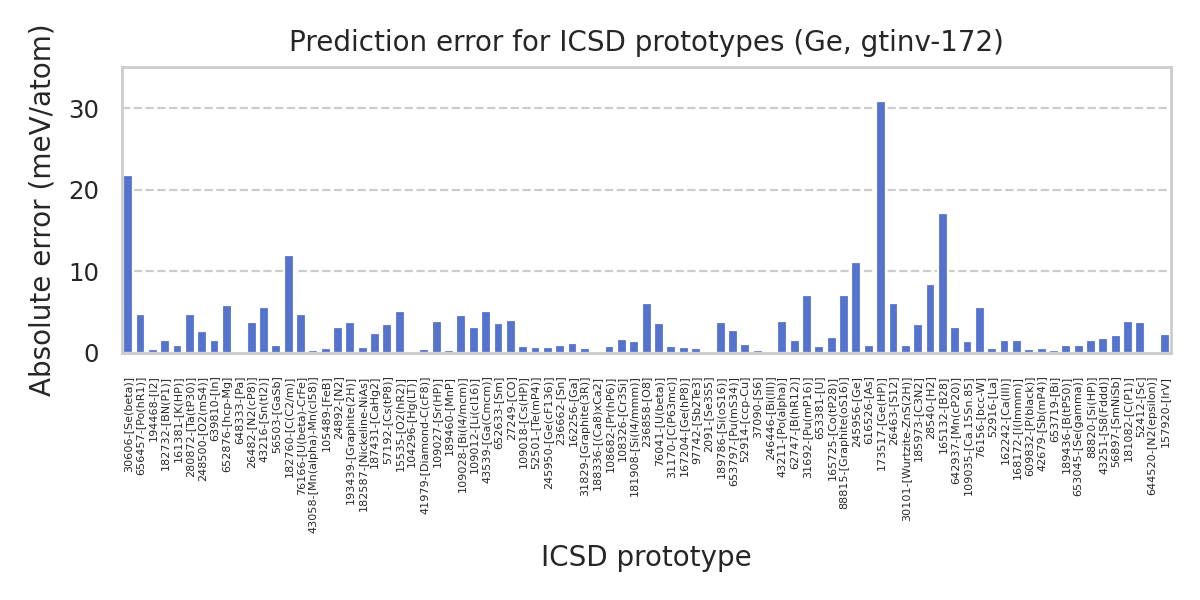 Prediction error for ICSD prototypes (Ge, gtinv-172)
Absolute error (meV/atom)
30
20
10
0
30606-[Se(beta)]
656457-[Po(hR1)]
194468-[I2]
182732-[BN(P1)]
161381-[K(HP)]
280872-[Ta(tP30)]
248500-[O2(mS4)]
639810-[In]
652876-[hcp-Mg]
644833-[Pa]
26482-[N2(cP8)]
43216-[Sn(tI2)]
56503-[GaSb]
182760-[C(C2/m)]
76166-[U(beta)-CrFe]
43058-[Mn(alpha)-Mn(cI58)]
105489-[FeB]
24892-[N2]
193439-[Graphite(2H)]
182587-[Nickeline-NiAs]
187431-[CaHg2]
57192-[Cs(tP8)]
15535-[O2(hR2)]
104296-[Hg(LT)]
41979-[Diamond-C(cF8)]
109027-[Sr(HP)]
189460-[MnP]
109028-[Bi(I4/mcm)]
109012-[Li(cI16)]
43539-[Ga(Cmcm)]
652633-[Sm]
27249-[CO]
109018-[Cs(HP)]
52501-[Te(mP4)]
245950-[Ge(cF136)]
236662-[Sn]
162256-[Ga]
31829-[Graphite(3R)]
188336-[(Ca8)xCa2]
108682-[Pr(hP6)]
108326-[Cr3Si]
181908-[Si(I4/mmm)]
236858-[O8]
76041-[U(beta)]
31170-[C(P63mc)]
167204-[Ge(hP8)]
97742-[Sb2Te3]
2091-[Se3S5]
189786-[Si(oS16)]
653797-[Pu(mS34)]
52914-[ccp-Cu]
37090-[S6]
246446-[Bi(III)]
43211-[Po(alpha)]
62747-[B(hR12)]
31692-[Pu(mP16)]
653381-[U]
165725-[Co(tP28)]
88815-[Graphite(oS16)]
245956-[Ge]
616526-[As]
173517-[Ge(HP)]
26463-[S12]
30101-[Wurtzite-ZnS(2H)]
185973-[C3N2]
28540-[H2]
165132-[B28]
642937-[Mn(cP20)]
109035-[Ca.15Sn.85]
76156-[bcc-W]
52916-[La]
162242-[Ca(III)]
168172-[I(Immm)]
609832-[P(black)]
42679-[Sb(mP4)]
653719-[Bi]
189436-[B(tP50)]
653045-[Se(gamma)]
88820-[Si(HP)]
43251-[S8(Fddd)]
56897-[SmNiSb]
181082-[C(P1)]
52412-[Sc]
644520-[N2(epsilon)]
157920-[IrV]
ICSD prototype